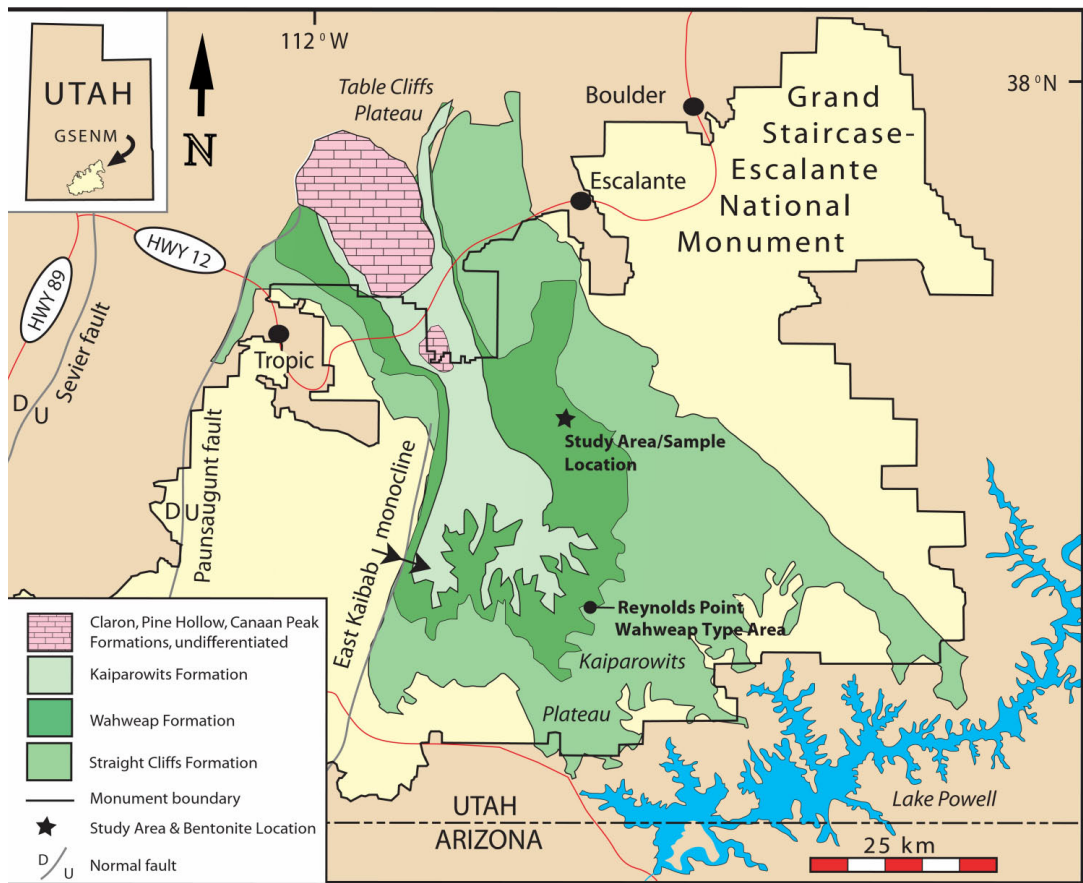 UTAH
GSENM
N
112 ° W
38 ° N
Table Cliffs
Plateau
Boulder
Escalante
Grand
Staircase-
Escalante
National
Monument
HWY 12
HWY 89
Sevier fault
D
U
Tropic
Paunsaugunt fault
D
U
East Kaibab
monocline
Study Area/Sample
Location
Reynolds Point
Wahweap Type Area
Kaiparowits
Plateau
Lake Powell
UTAH
ARIZONA
25 km
Claron, Pine Hollow, Canaan Peak
Formations, undifferentiated
Kaiparowits Formation
Wahweap Formation
Straight Cliffs Formation
Monument boundary
Study Area & Bentonite Location
D
U
Normal fault